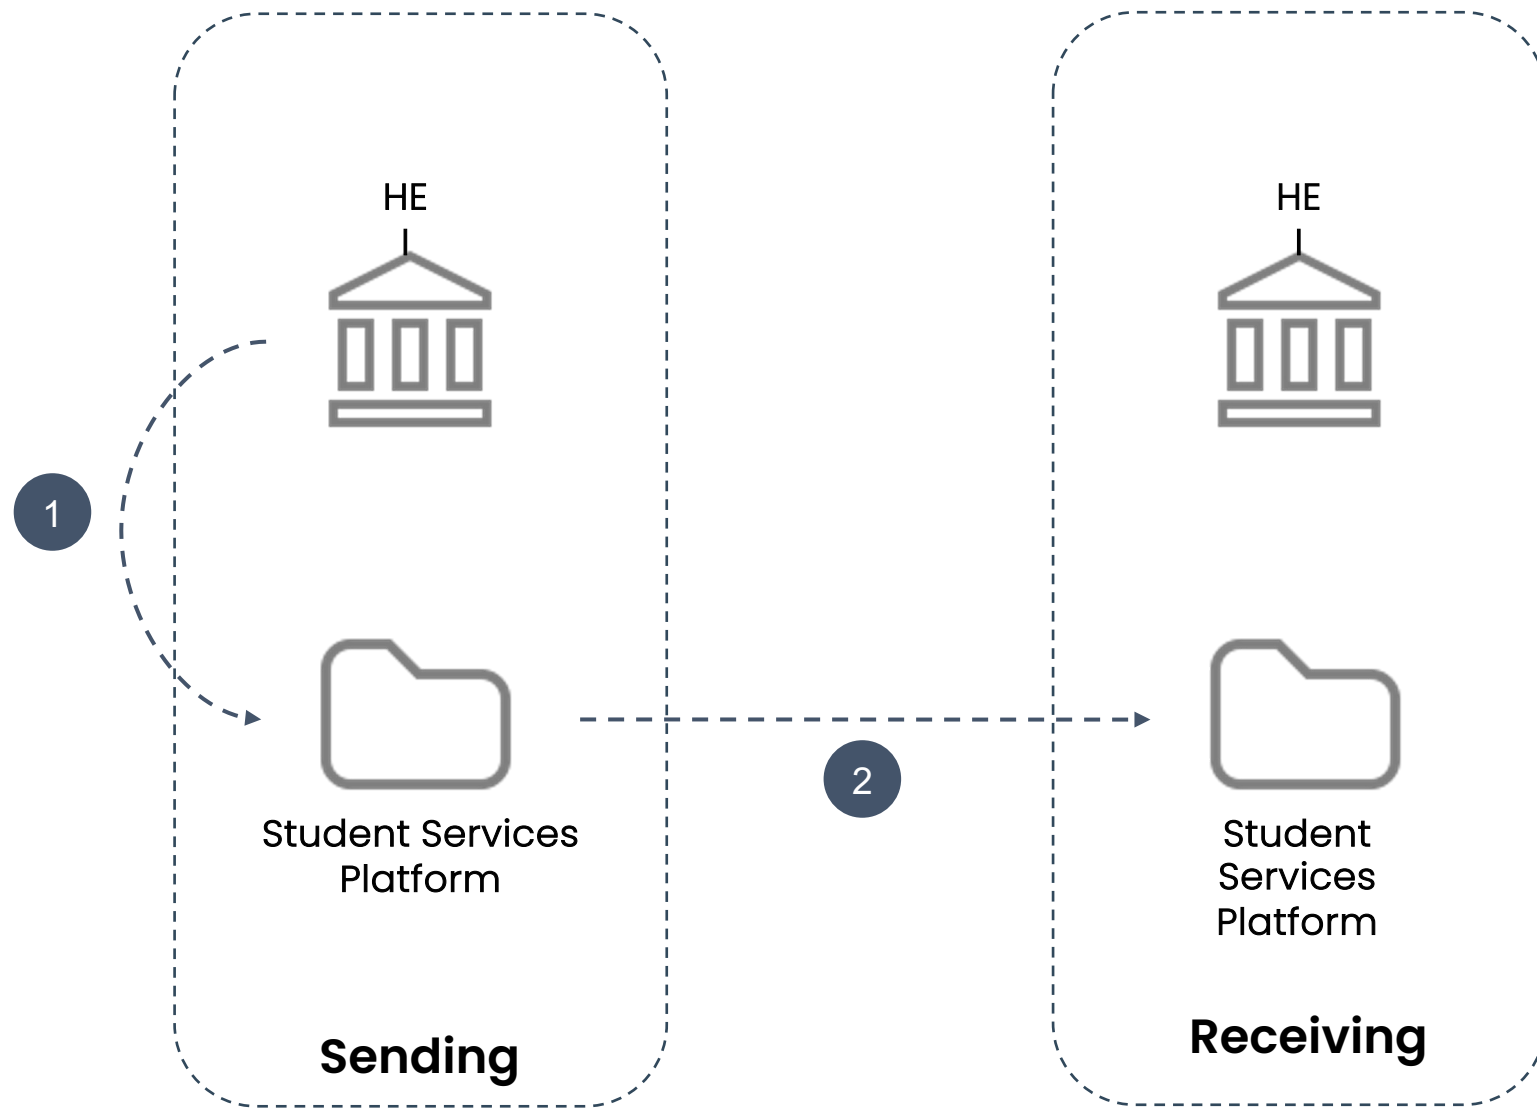 HE
1
Student Services
Platform
Sending
2
HE
Student
Services
Platform
Receiving